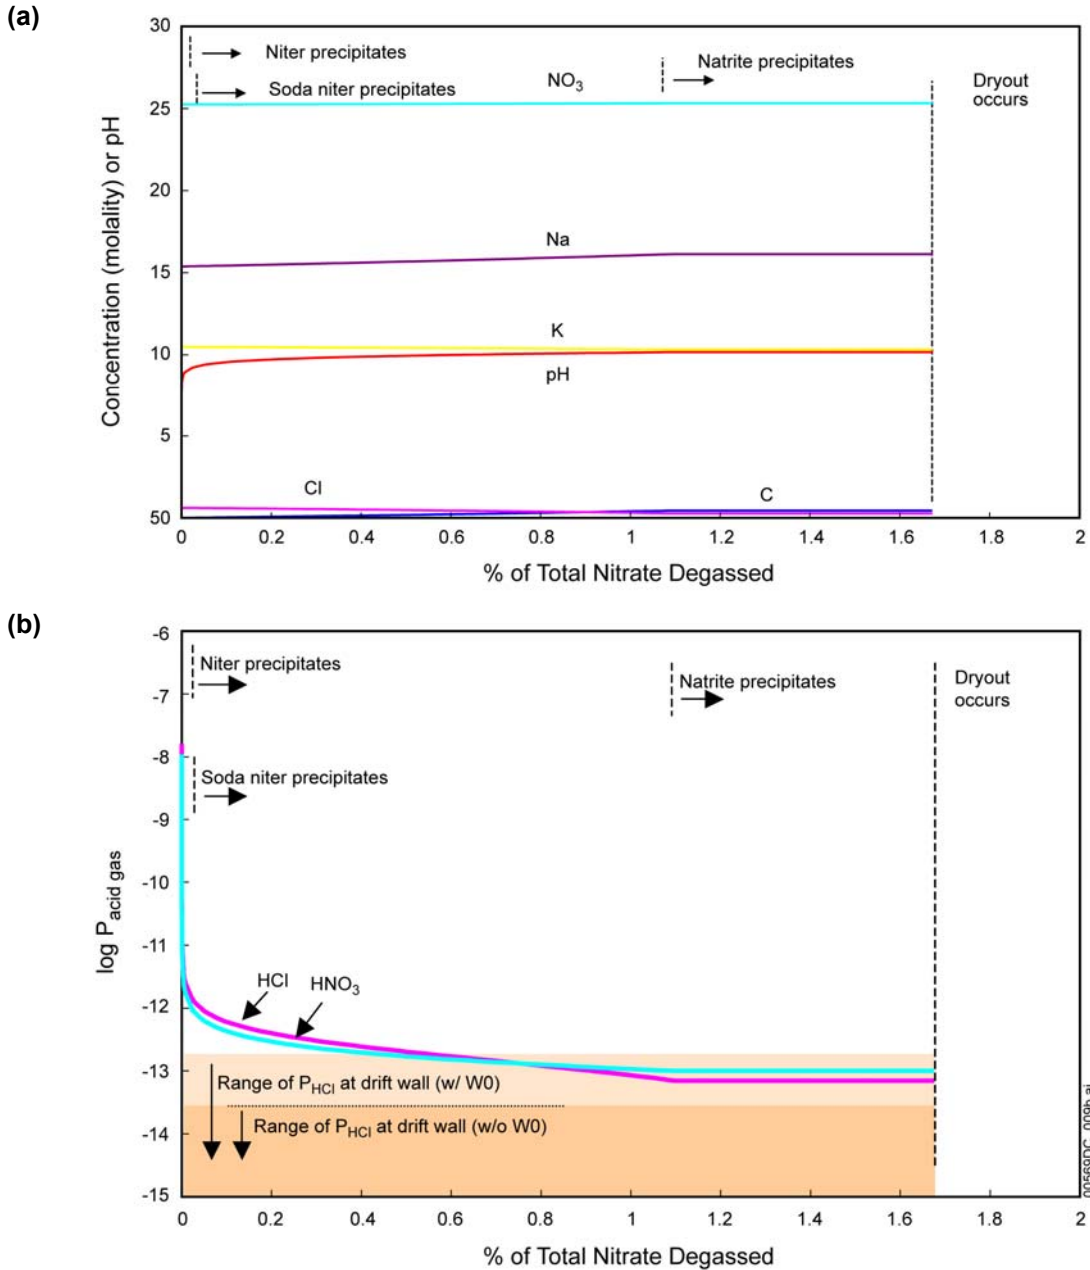 (a)
30
25
20
15
10
5
50
Concentration (molality) or pH
Niter precipitates
Soda niter precipitates
NO3
Natrite precipitates
Dryout
occurs
Na
K
pH
Cl
C
0 0.2 0.4 0.6 0.8 1 1.2 1.4 1.6 1.8 2
% of Total Nitrate Degassed
(b)
-6
-7
-8
-9
-10
-11
-12
-13
-14
-15
log Pacid gas
Niter precipitates
Natrite precipitates
Dryout
occurs
Soda niter precipitates
HCl
HNO3
Range of PHCl at drift wall (w/ W0)
Range of PHCl at drift wall (w/o W0)
00569DC_009b.ai
0 0.2 0.4 0.6 0.8 1 1.2 1.4 1.6 1.8 2
% of Total Nitrate Degassed